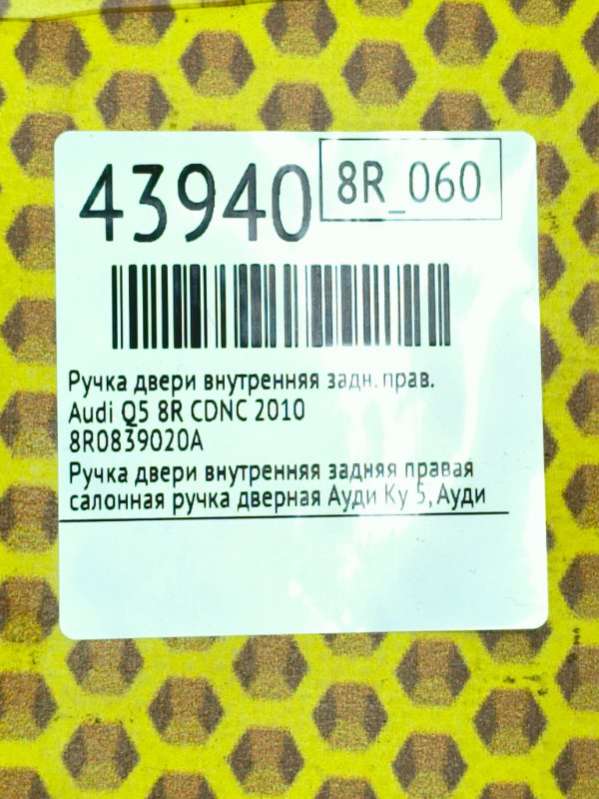 43940
8R_060
Ручка двери внутренняя задн. прав.
Audi Q5 8R CDNC 2010
8R0839020A
Ручка двери внутренняя задняя правая
салонная ручка дверная Ауди Ку 5, Ауди